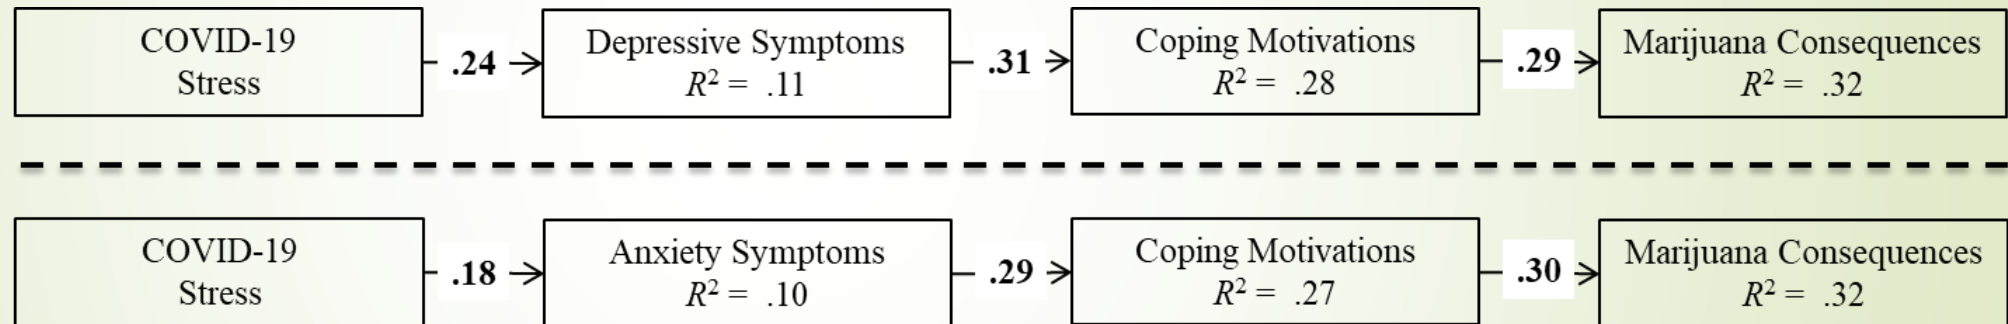 COVID-19
Stress
.24
Depressive Symptoms
R² = .11
.31
Coping Motivations
R² = .28
.29
Marijuana Consequences
R² = .32
COVID-19
Stress
.18
Anxiety Symptoms
R² = .10
.29
Coping Motivations
R² = .27
.30
Marijuana Consequences
R² = .32